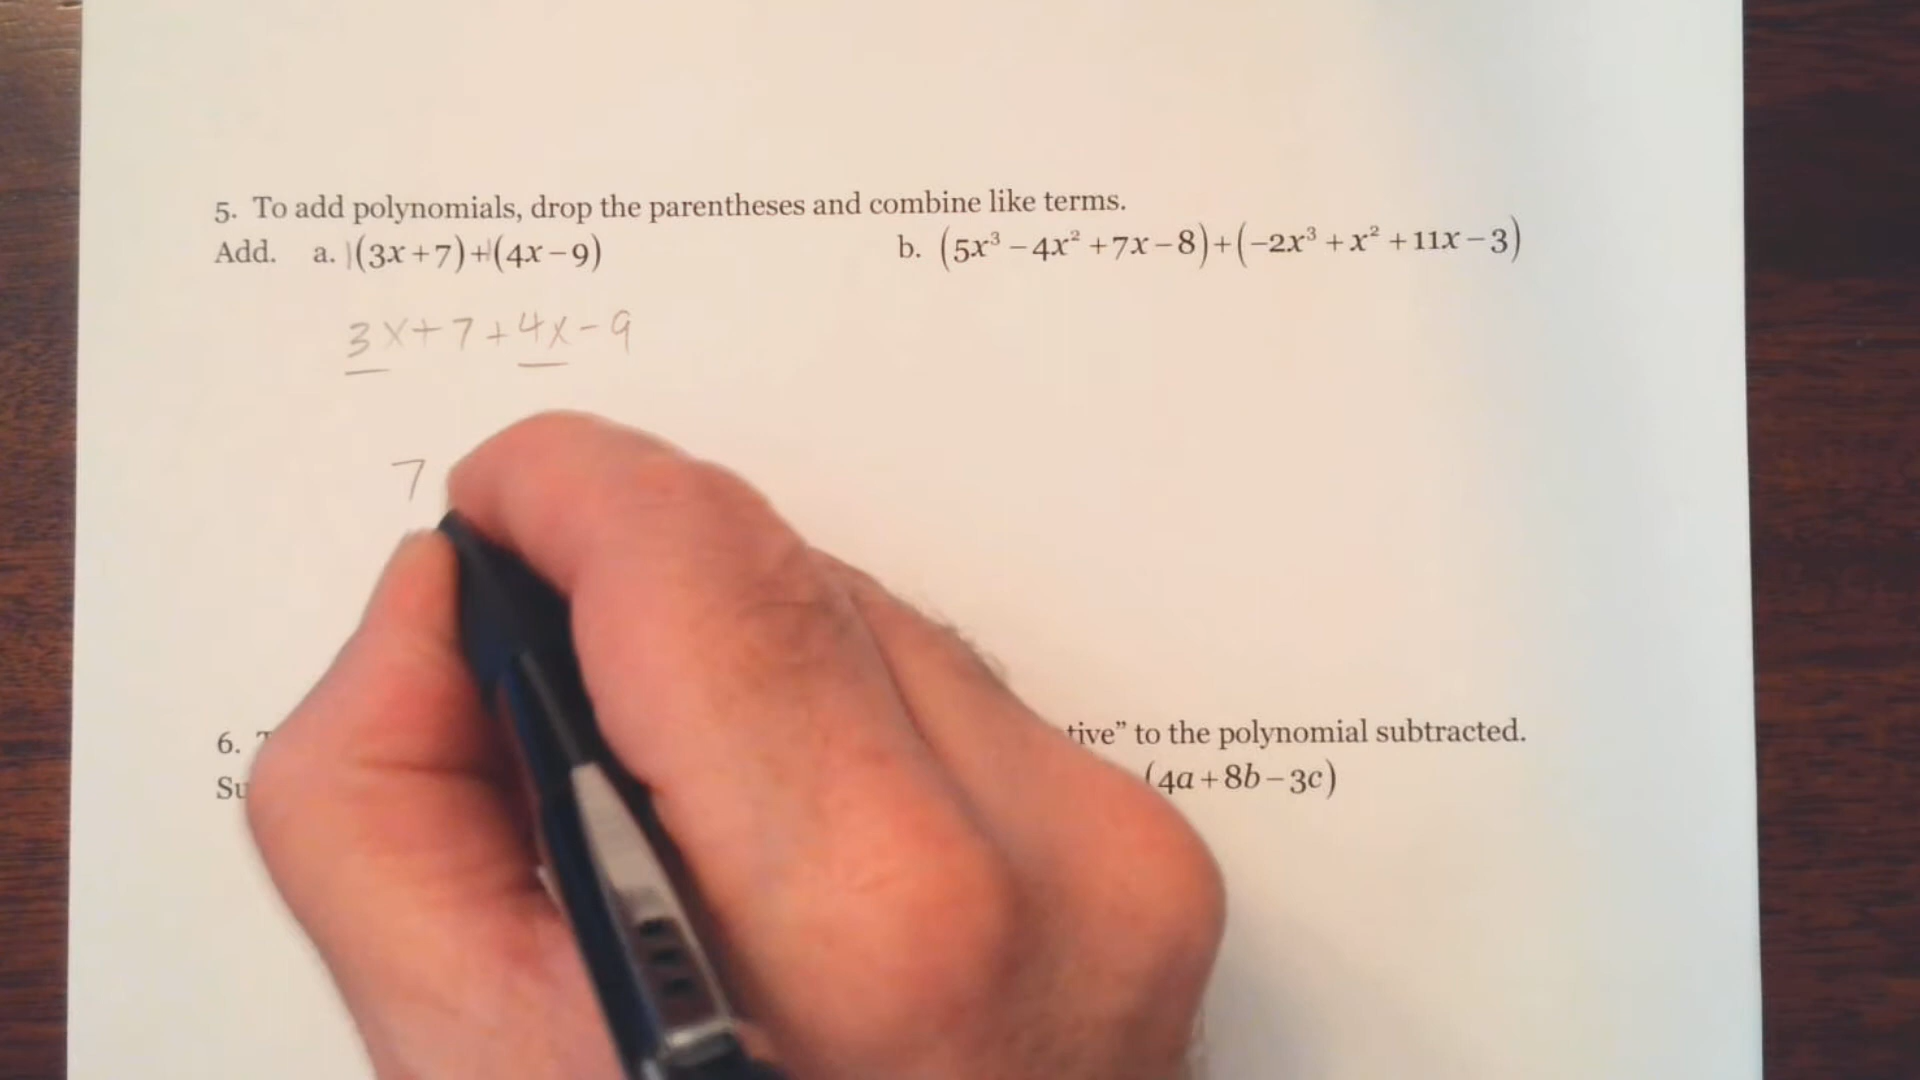 5. To add polynomials, drop the parentheses and combine like terms.
Add. a. |(3x+7)+|(4x−9) b. (5x³−4x²+7x−8)+(−2x³+x²+11x−3)
3x+7+4x-9
7
6. tive” to the polynomial subtracted.
Su (4a+8b−3c)